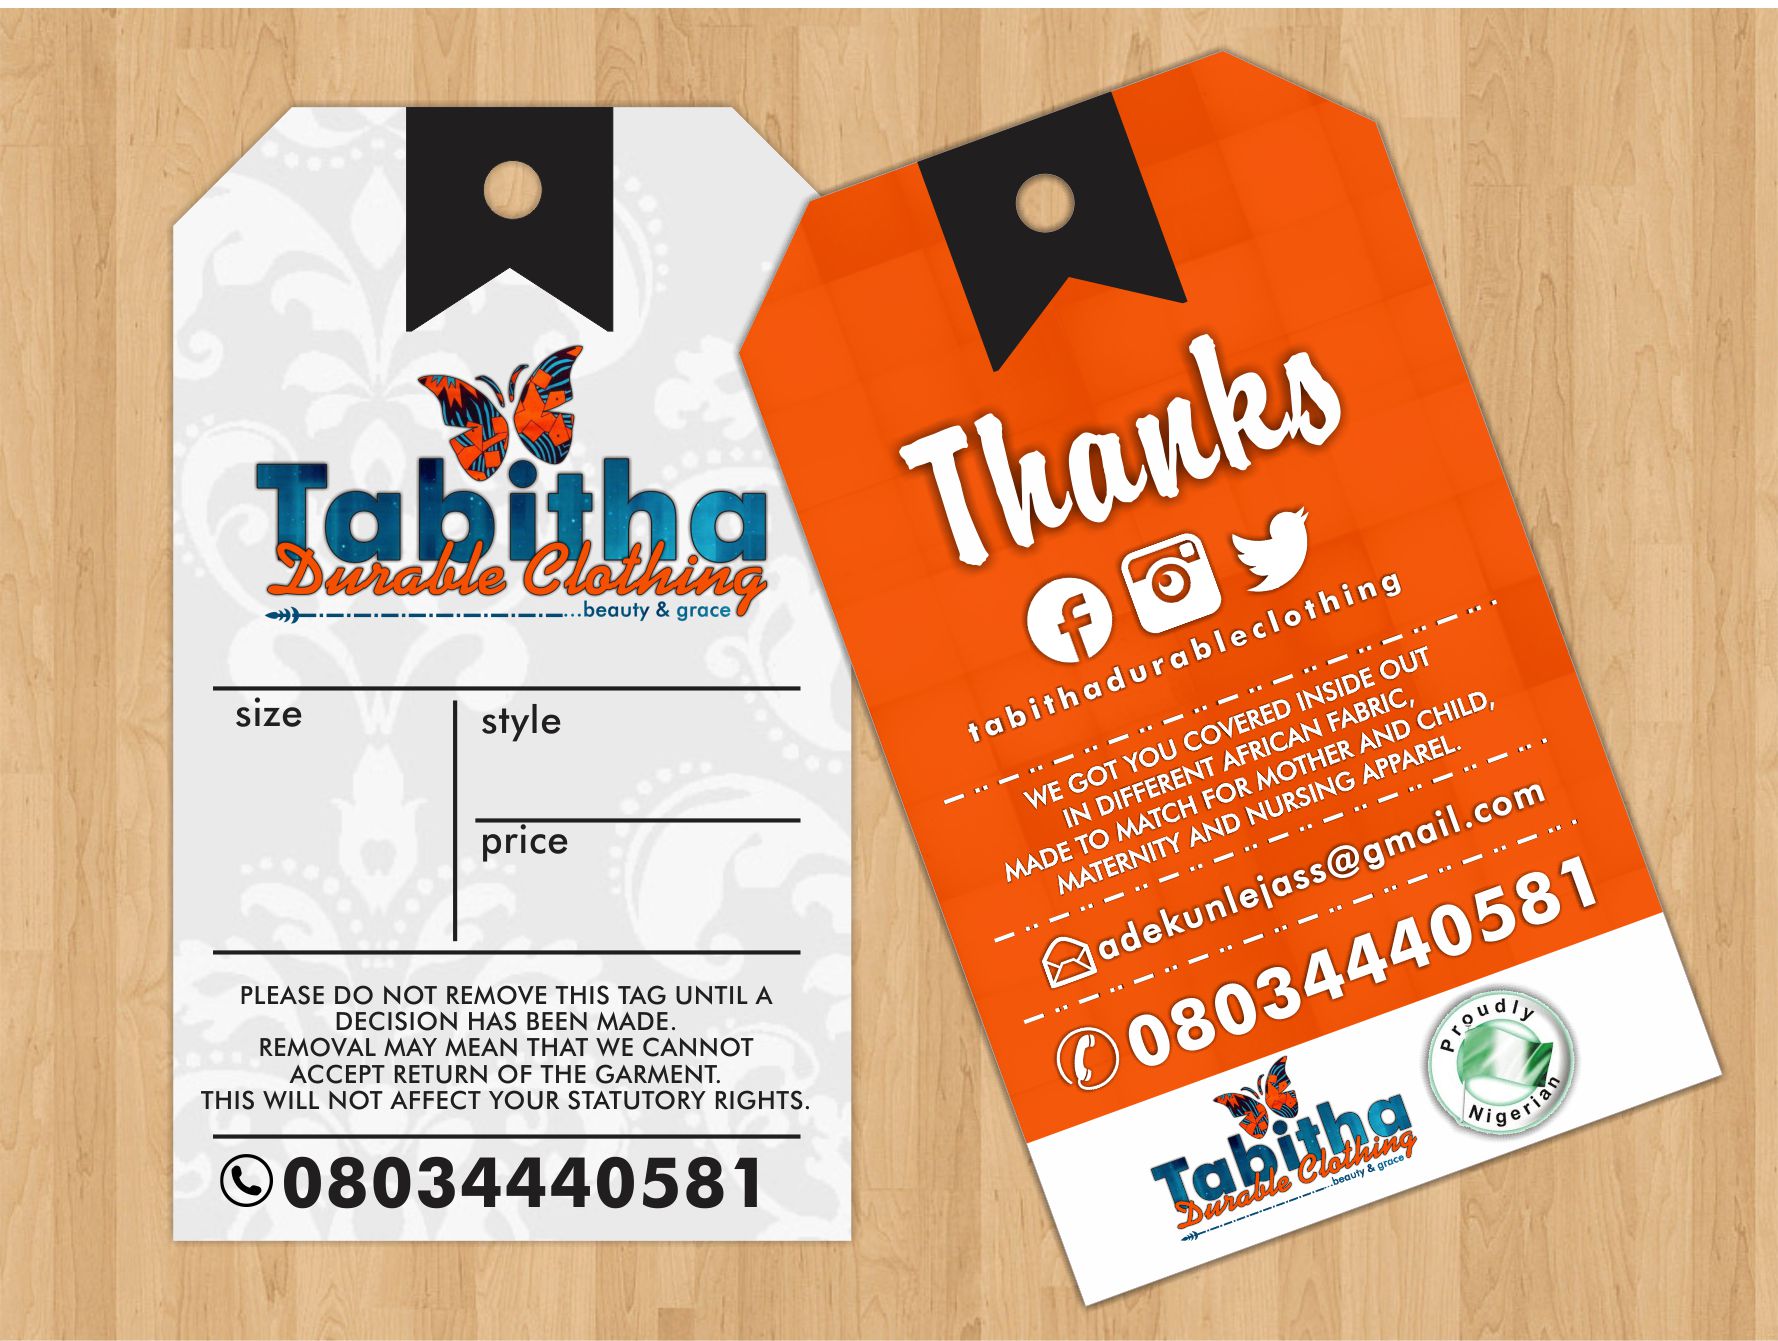 Tabitha
Durable Clothing
...beauty & grace
size
style
price
PLEASE DO NOT REMOVE THIS TAG UNTIL A
DECISION HAS BEEN MADE.
REMOVAL MAY MEAN THAT WE CANNOT
ACCEPT RETURN OF THE GARMENT.
THIS WILL NOT AFFECT YOUR STATUTORY RIGHTS.
08034440581
Thanks
tabithadurableclothing
WE GOT YOU COVERED INSIDE OUT
IN DIFFERENT AFRICAN FABRIC,
MADE TO MATCH FOR MOTHER AND CHILD,
MATERNITY AND NURSING APPAREL.
adekunlejass@gmail.com
08034440581
Tabitha
Durable Clothing
...beauty & grace
Proudly
Nigerian